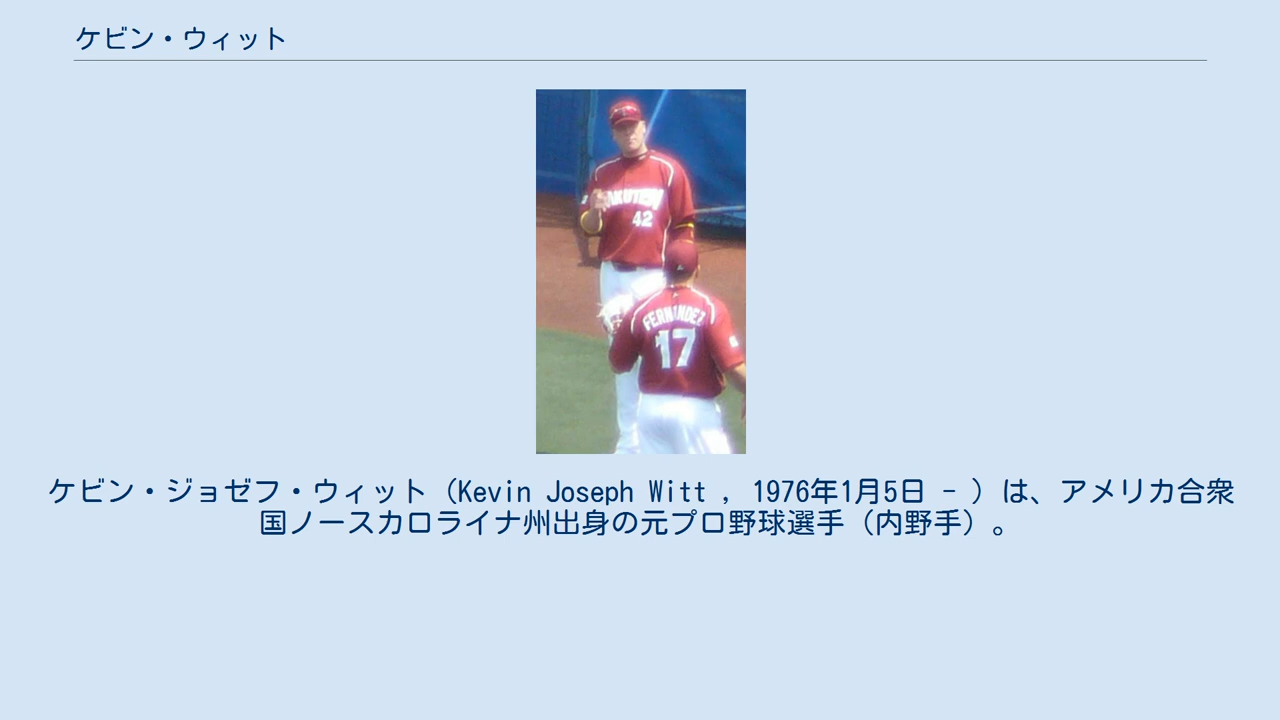 ケビン・ウィット
RAKUTEN
42
FERNANDEZ
17
ケビン・ジョゼフ・ウィット（Kevin Joseph Witt , 1976年1月5日 - ）は、アメリカ合衆
国ノースカロライナ州出身の元プロ野球選手（内野手）。